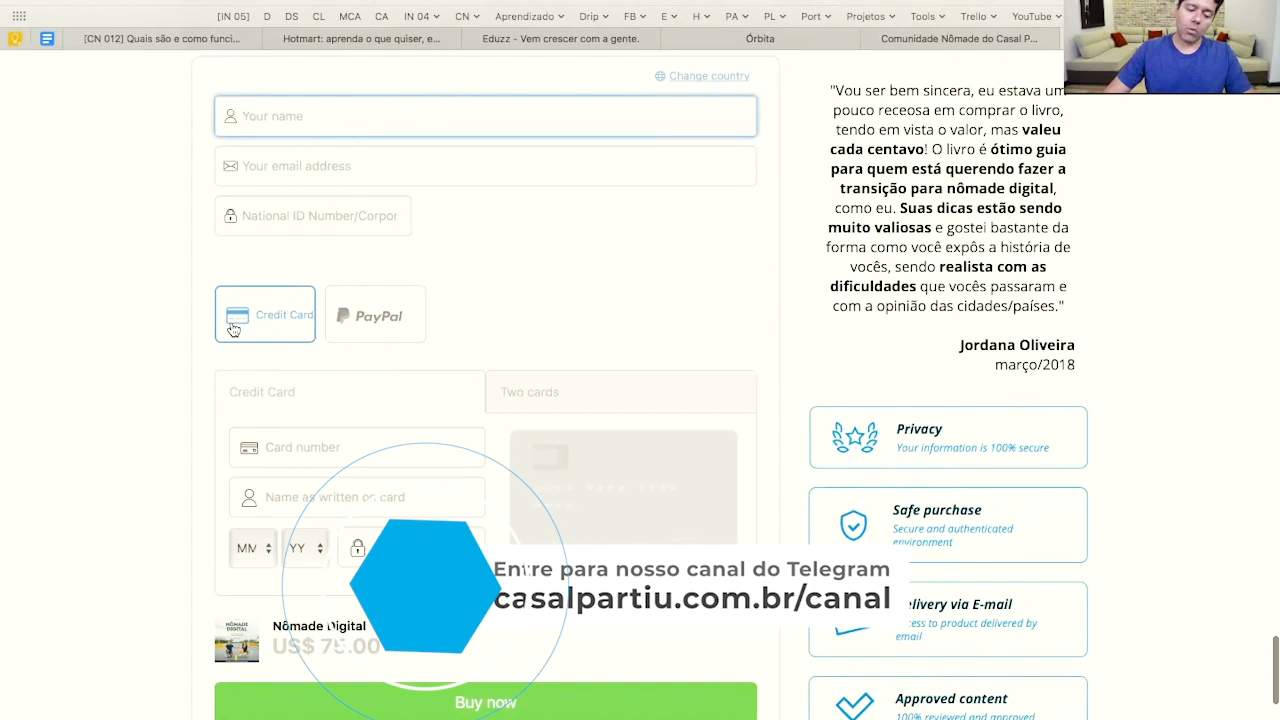 [IN 05] D DS CL MCA CA IN 04 CN Aprendizado Drip FB E H PA PL Port Projetos Tools Trello YouTube
[CN 012] Quais são e como funci... Hotmart: aprenda o que quiser, e... Eduzz - Vem crescer com a gente. Órbita Comunidade Nômade do Casal P...
Change country
Your name
Your email address
National ID Number/Corpor
Credit Card
PayPal
Credit Card
Two cards
Card number
Name as written on card
MM
YY
Nômade Digital
US$ 75.00
Buy now
"Vou ser bem sincera, eu estava um
pouco receosa em comprar o livro,
tendo em vista o valor, mas valeu
cada centavo! O livro é ótimo guia
para quem está querendo fazer a
transição para nômade digital,
como eu. Suas dicas estão sendo
muito valiosas e gostei bastante da
forma como você expôs a história de
vocês, sendo realista com as
dificuldades que vocês passaram e
com a opinião das cidades/países."
Jordana Oliveira
março/2018
Privacy
Your information is 100% secure
Safe purchase
Secure and authenticated
environment
elivery via E-mail
cess to product delivered by
email
Approved content
100% reviewed and approved
Entre para nosso canal do Telegram
casalpartiu.com.br/canal
NÔMADE
DIGITAL